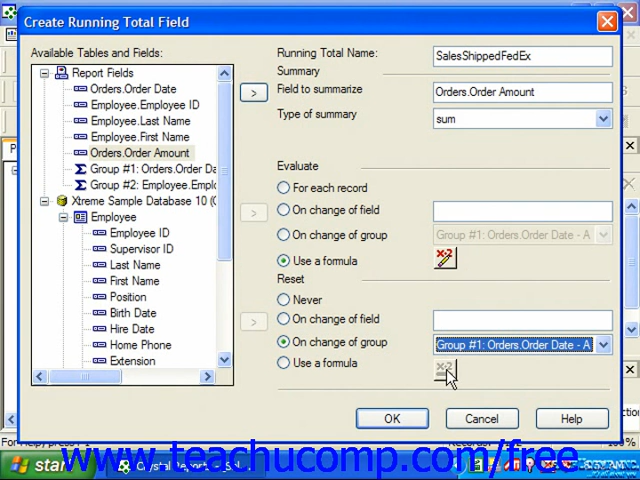 Create Running Total Field
Available Tables and Fields:
Report Fields
Orders.Order Date
Employee.Employee ID
Employee.Last Name
Employee.First Name
Orders.Order Amount
Group #1: Orders.Order Da
Group #2: Employee.Emplo
Xtreme Sample Database 10 (
Employee
Employee ID
Supervisor ID
Last Name
First Name
Position
Birth Date
Hire Date
Home Phone
Extension
Running Total Name:
SalesShippedFedEx
Summary
Field to summarize
>
Orders.Order Amount
Type of summary
sum
Evaluate
For each record
>
On change of field
On change of group
Group #1: Orders.Order Date - A
Use a formula
x·2
Reset
Never
>
On change of field
On change of group
Group #1: Orders.Order Date - A
Use a formula
x·2
OK
Cancel
Help
For Help, press F1
www.teachucomp.com/free
start